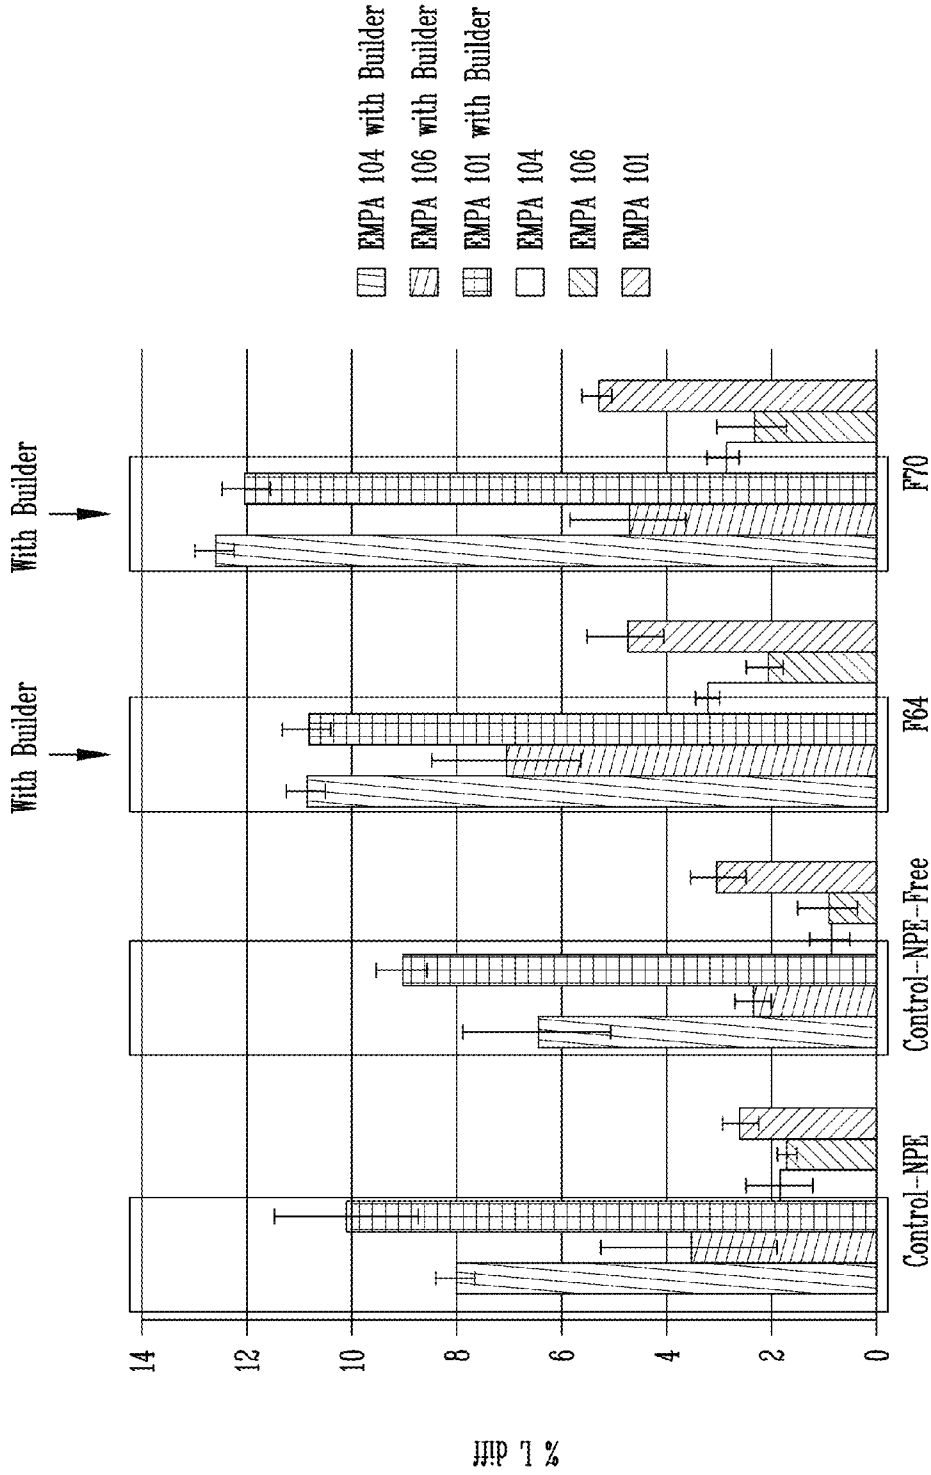 With Builder
With Builder
% L diff
14
12
10
8
6
4
2
0
Control-NPE
Control-NPE-Free
F64
F70
EMPA 104 with Builder
EMPA 106 with Builder
EMPA 101 with Builder
EMPA 104
EMPA 106
EMPA 101